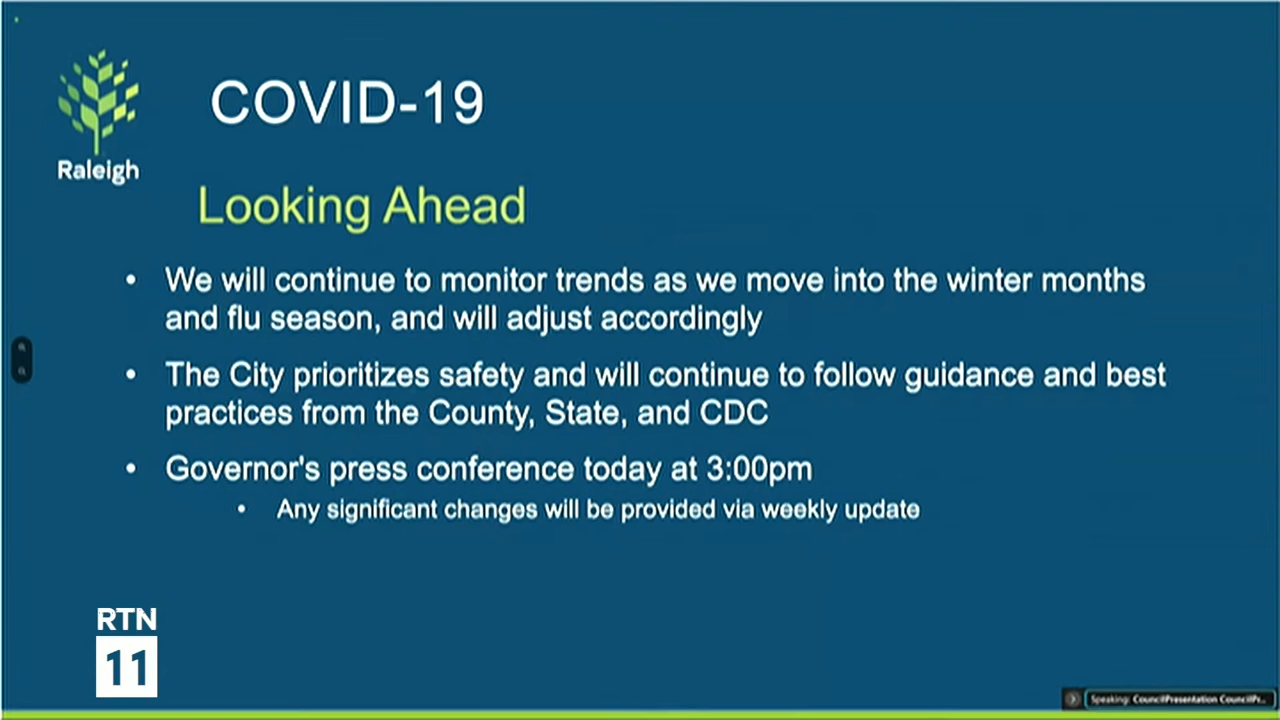 Raleigh
COVID-19
Looking Ahead
• We will continue to monitor trends as we move into the winter months
and flu season, and will adjust accordingly
• The City prioritizes safety and will continue to follow guidance and best
practices from the County, State, and CDC
• Governor's press conference today at 3:00pm
• Any significant changes will be provided via weekly update
RTN
11
Speaking: CouncilPresentation CouncilPr...